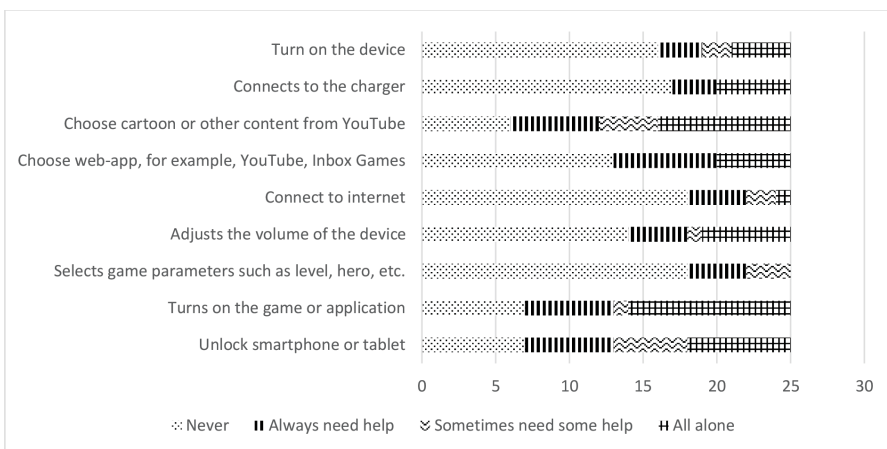 Turn on the device
Connects to the charger
Choose cartoon or other content from YouTube
Choose web-app, for example, YouTube, Inbox Games
Connect to internet
Adjusts the volume of the device
Selects game parameters such as level, hero, etc.
Turns on the game or application
Unlock smartphone or tablet
0 5 10 15 20 25 30
Never Always need help Sometimes need some help All alone